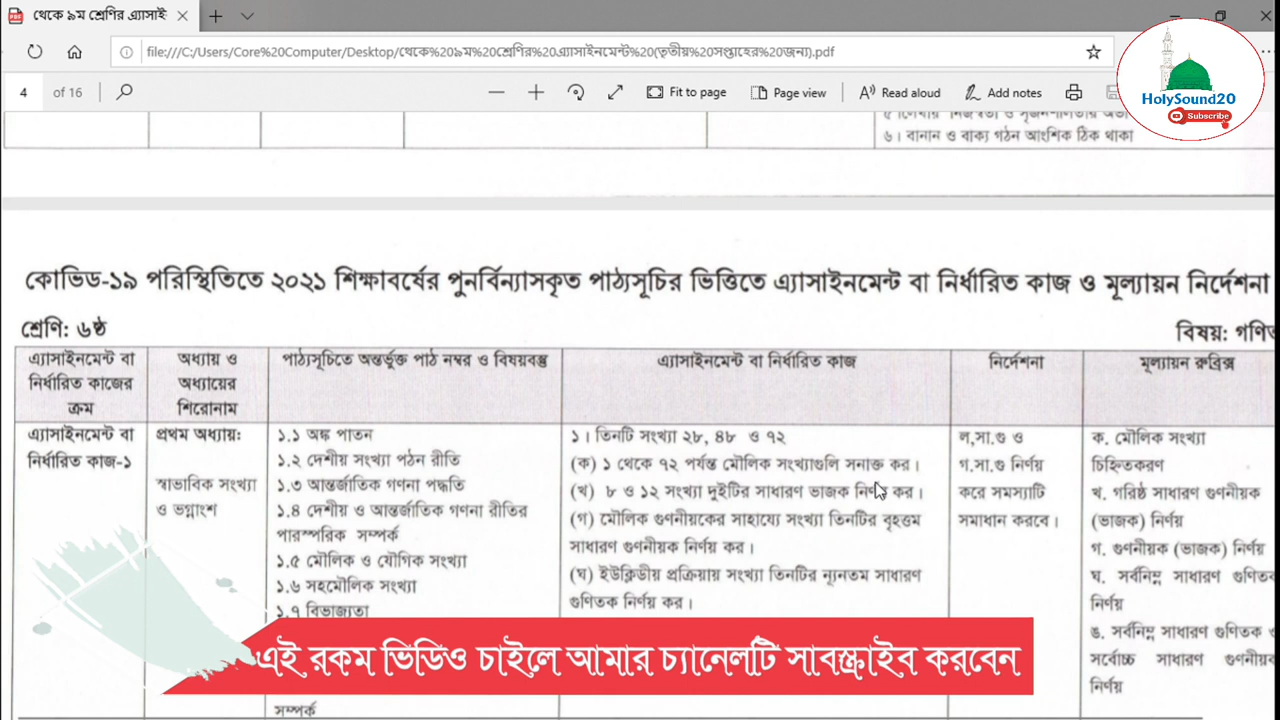 থেকে ৯ম শ্রেণির এ্যাসাই
file:///C:/Users/Core%20Computer/Desktop/থেকে%20৯ম%20শ্রেণির%20এ্যাসাইনমেন্ট%20(তৃতীয়%20সপ্তাহের%20জন্য).pdf
4 of 16 Fit to page Page view Read aloud Add notes
HolySound20
Subscribe
৬। বানান ও বাক্য গঠন আংশিক ঠিক থাকা
কোভিড-১৯ পরিস্থিতিতে ২০২১ শিক্ষাবর্ষের পুনর্বিন্যাসকৃত পাঠ্যসূচির ভিত্তিতে এ্যাসাইনমেন্ট বা নির্ধারিত কাজ ও মূল্যায়ন নির্দেশনা
শ্রেণি: ৬ষ্ঠ
বিষয়: গণিত
এ্যাসাইনমেন্ট বা
নির্ধারিত কাজের
ক্রম
অধ্যায় ও
অধ্যায়ের
শিরোনাম
পাঠ্যসূচিতে অন্তর্ভুক্ত পাঠ নম্বর ও বিষয়বস্তু
এ্যাসাইনমেন্ট বা নির্ধারিত কাজ
নির্দেশনা
মূল্যায়ন রুব্রিক্স
এ্যাসাইনমেন্ট বা
নির্ধারিত কাজ-১
প্রথম অধ্যায়:
স্বাভাবিক সংখ্যা
ও ভগ্নাংশ
১.১ অঙ্ক পাতন
১.২ দেশীয় সংখ্যা পঠন রীতি
১.৩ আন্তর্জাতিক গণনা পদ্ধতি
১.৪ দেশীয় ও আন্তর্জাতিক গণনা রীতির
পারস্পরিক সম্পর্ক
১.৫ মৌলিক ও যৌগিক সংখ্যা
১.৬ সহমৌলিক সংখ্যা
১.৭ বিভাজ্যতা
সম্পর্ক
১। তিনটি সংখ্যা ২৮, ৪৮ ও ৭২
(ক) ১ থেকে ৭২ পর্যন্ত মৌলিক সংখ্যাগুলি সনাক্ত কর।
(খ) ৮ ও ১২ সংখ্যা দুইটির সাধারণ ভাজক নির্ণয় কর।
(গ) মৌলিক গুণনীয়কের সাহায্যে সংখ্যা তিনটির বৃহত্তম
সাধারণ গুণনীয়ক নির্ণয় কর।
(ঘ) ইউক্লিডীয় প্রক্রিয়ায় সংখ্যা তিনটির ন্যূনতম সাধারণ
গুণিতক নির্ণয় কর।
ল,সা.গু ও
গ.সা.গু নির্ণয়
করে সমস্যাটি
সমাধান করবে।
ক. মৌলিক সংখ্যা
চিহ্নিতকরণ
খ. গরিষ্ঠ সাধারণ গুণনীয়ক
(ভাজক) নির্ণয়
গ. গুণনীয়ক (ভাজক) নির্ণয়
ঘ. সর্বনিম্ন সাধারণ গুণিতক
নির্ণয়
ঙ. সর্বনিম্ন সাধারণ গুণিতক ও
সর্বোচ্চ সাধারণ গুণনীয়ক
নির্ণয়
এই রকম ভিডিও চাইলে আমার চ্যানেলটি সাবস্ক্রাইব করবেন